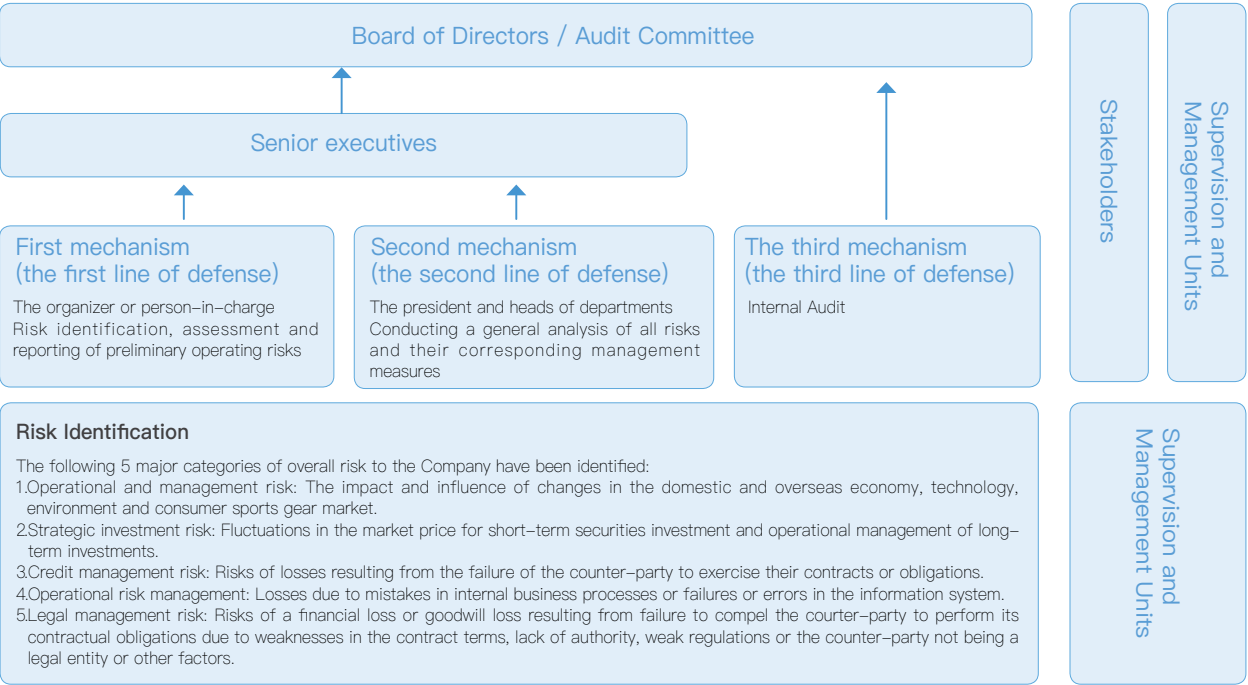 Board of Directors / Audit Committee
Senior executives
First mechanism
(the first line of defense)
The organizer or person-in-charge
Risk identification, assessment and
reporting of preliminary operating risks
Second mechanism
(the second line of defense)
The president and heads of departments
Conducting a general analysis of all risks
and their corresponding management
measures
The third mechanism
(the third line of defense)
Internal Audit
Stakeholders
Supervision and
Management Units
Risk Identification
The following 5 major categories of overall risk to the Company have been identified:
1.Operational and management risk: The impact and influence of changes in the domestic and overseas economy, technology,
environment and consumer sports gear market.
2.Strategic investment risk: Fluctuations in the market price for short-term securities investment and operational management of long-
term investments.
3.Credit management risk: Risks of losses resulting from the failure of the counter-party to exercise their contracts or obligations.
4.Operational risk management: Losses due to mistakes in internal business processes or failures or errors in the information system.
5.Legal management risk: Risks of a financial loss or goodwill loss resulting from failure to compel the courter-party to perform its
contractual obligations due to weaknesses in the contract terms, lack of authority, weak regulations or the counter-party not being a
legal entity or other factors.
Supervision and
Management Units